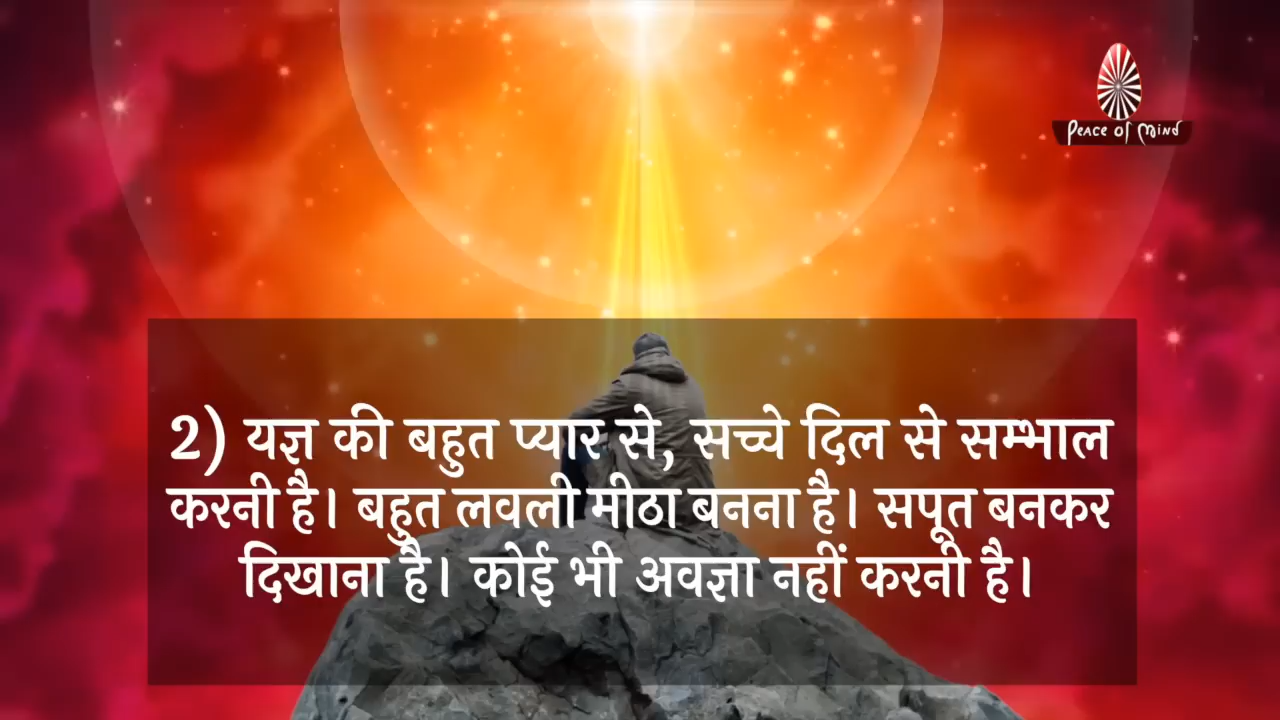 Peace of Mind
2) यज्ञ की बहुत प्यार से, सच्चे दिल से सम्भाल
करनी है। बहुत लवली मीठा बनना है। सपूत बनकर
दिखाना है। कोई भी अवज्ञा नहीं करनी है।